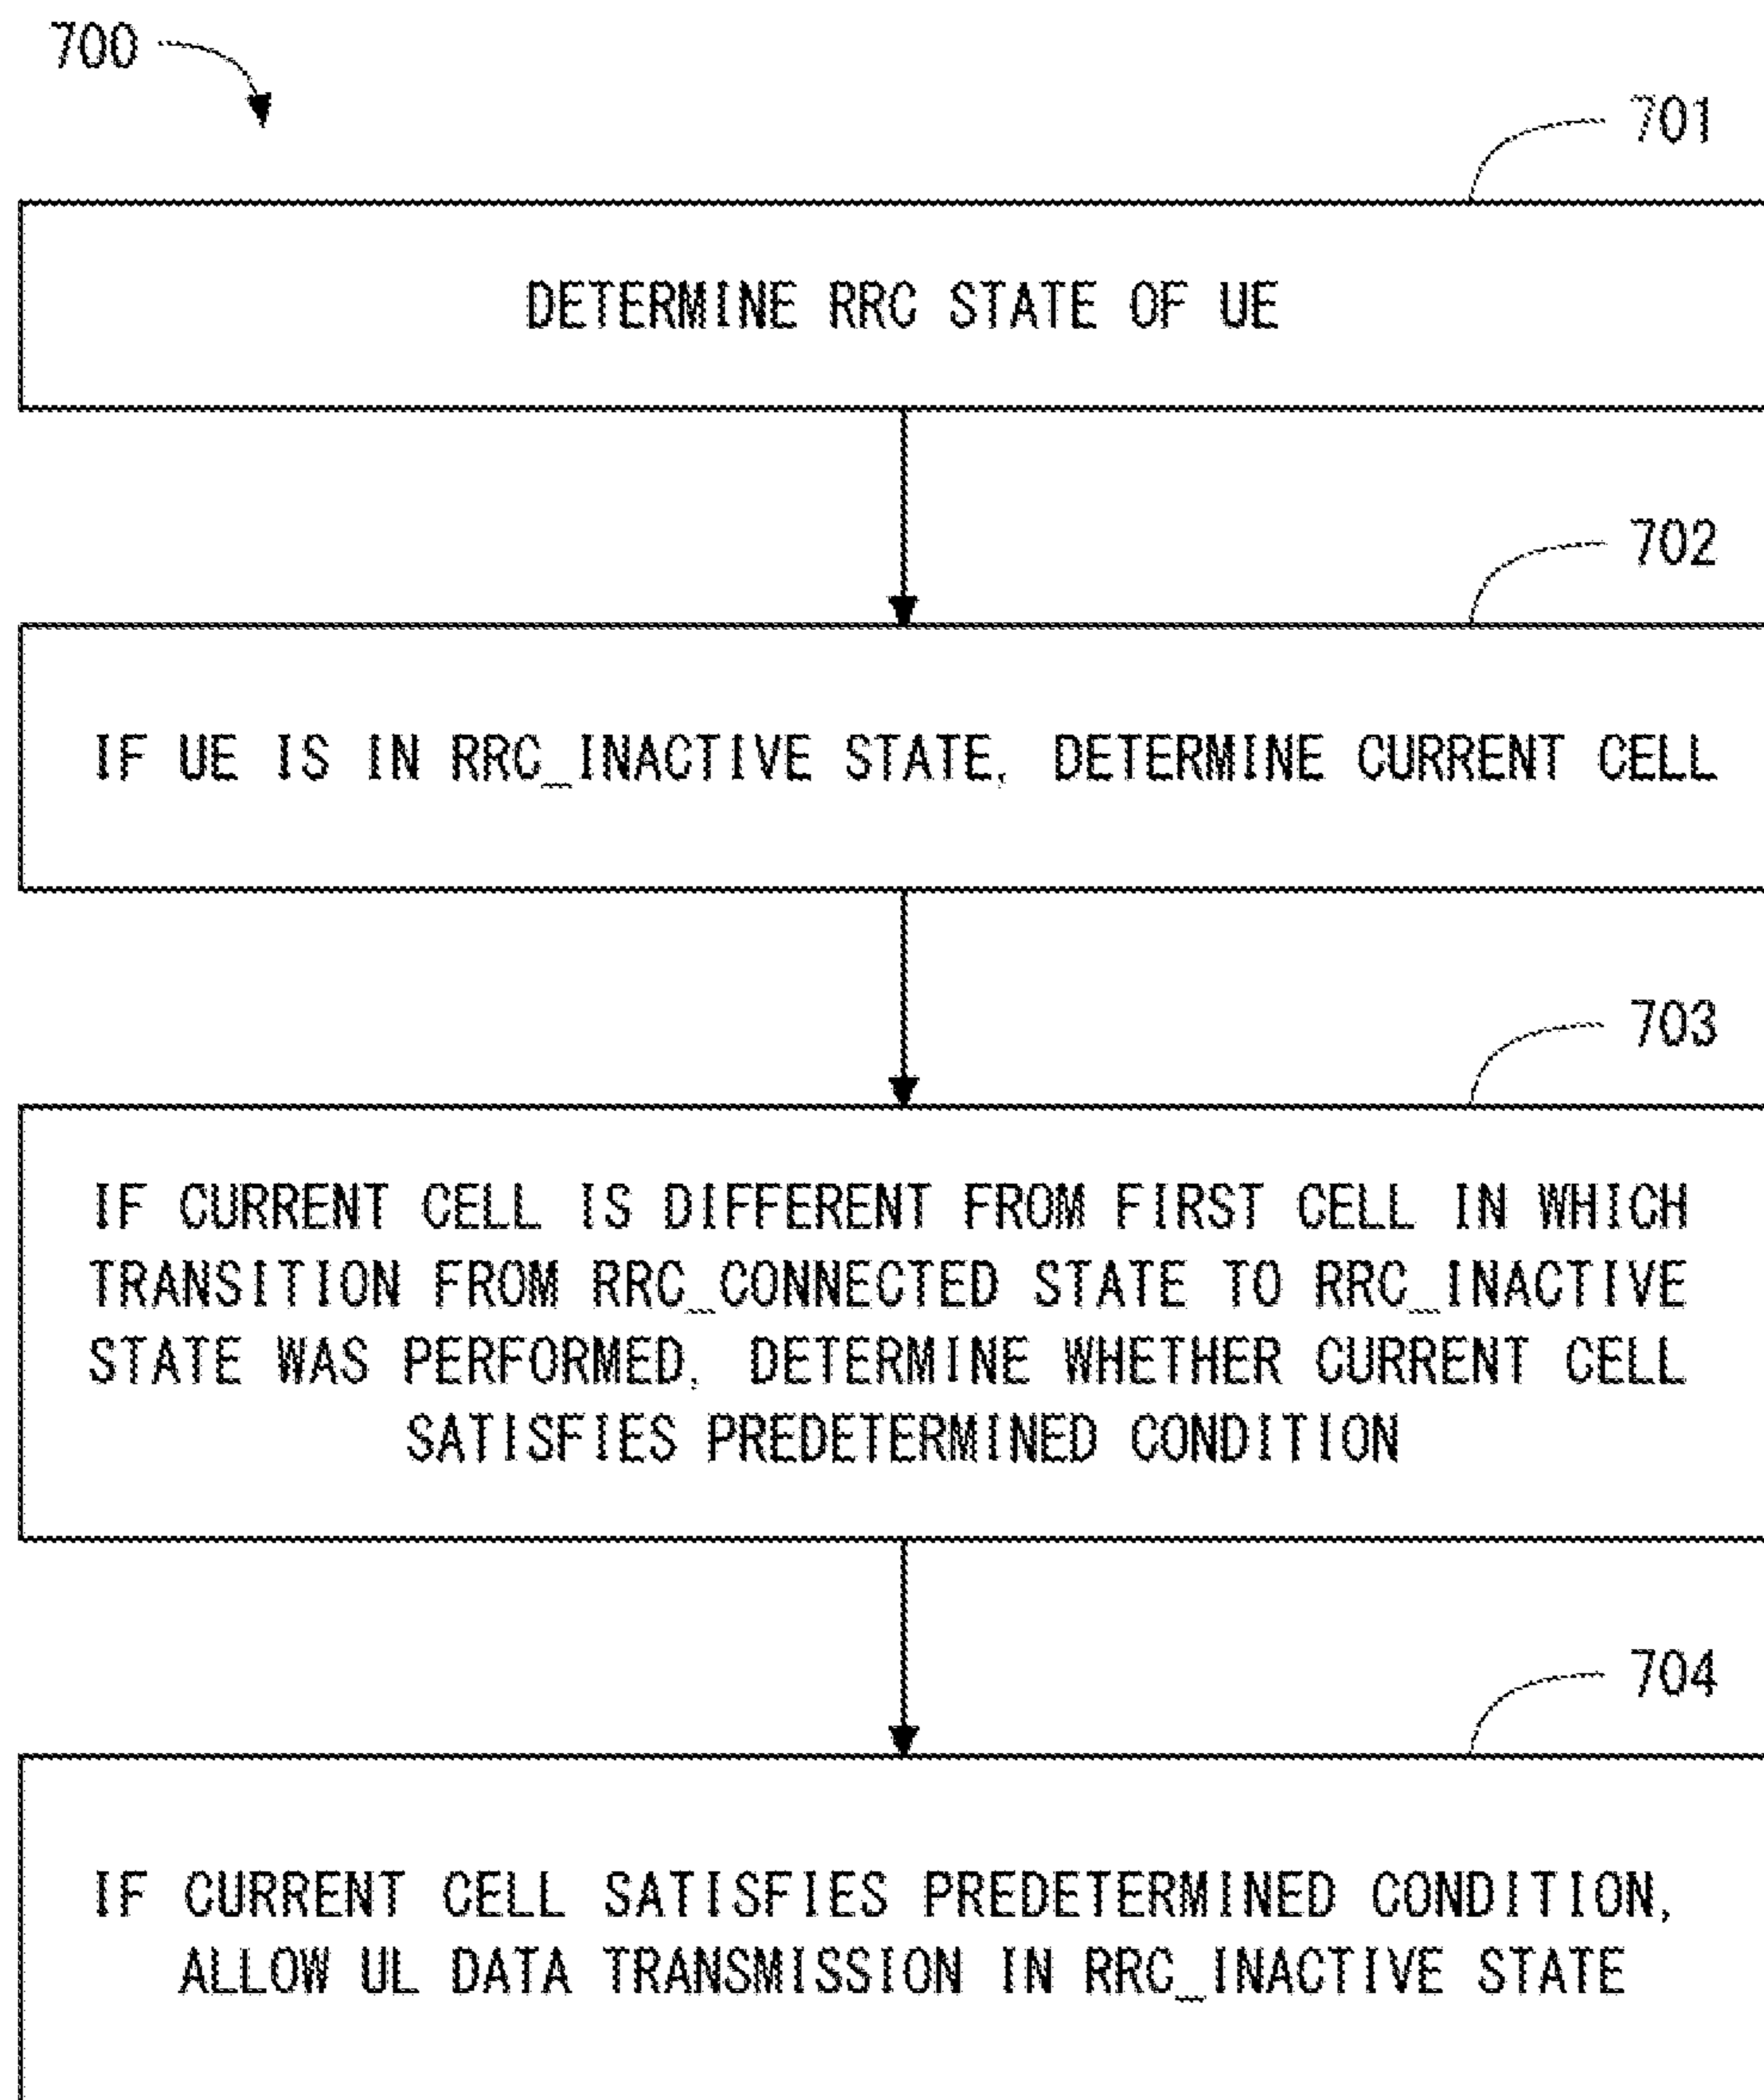 700
701
DETERMINE RRC STATE OF UE
702
IF UE IS IN RRC_INACTIVE STATE, DETERMINE CURRENT CELL
703
IF CURRENT CELL IS DIFFERENT FROM FIRST CELL IN WHICH
TRANSITION FROM RRC_CONNECTED STATE TO RRC_INACTIVE
STATE WAS PERFORMED, DETERMINE WHETHER CURRENT CELL
SATISFIES PREDETERMINED CONDITION
704
IF CURRENT CELL SATISFIES PREDETERMINED CONDITION,
ALLOW UL DATA TRANSMISSION IN RRC_INACTIVE STATE